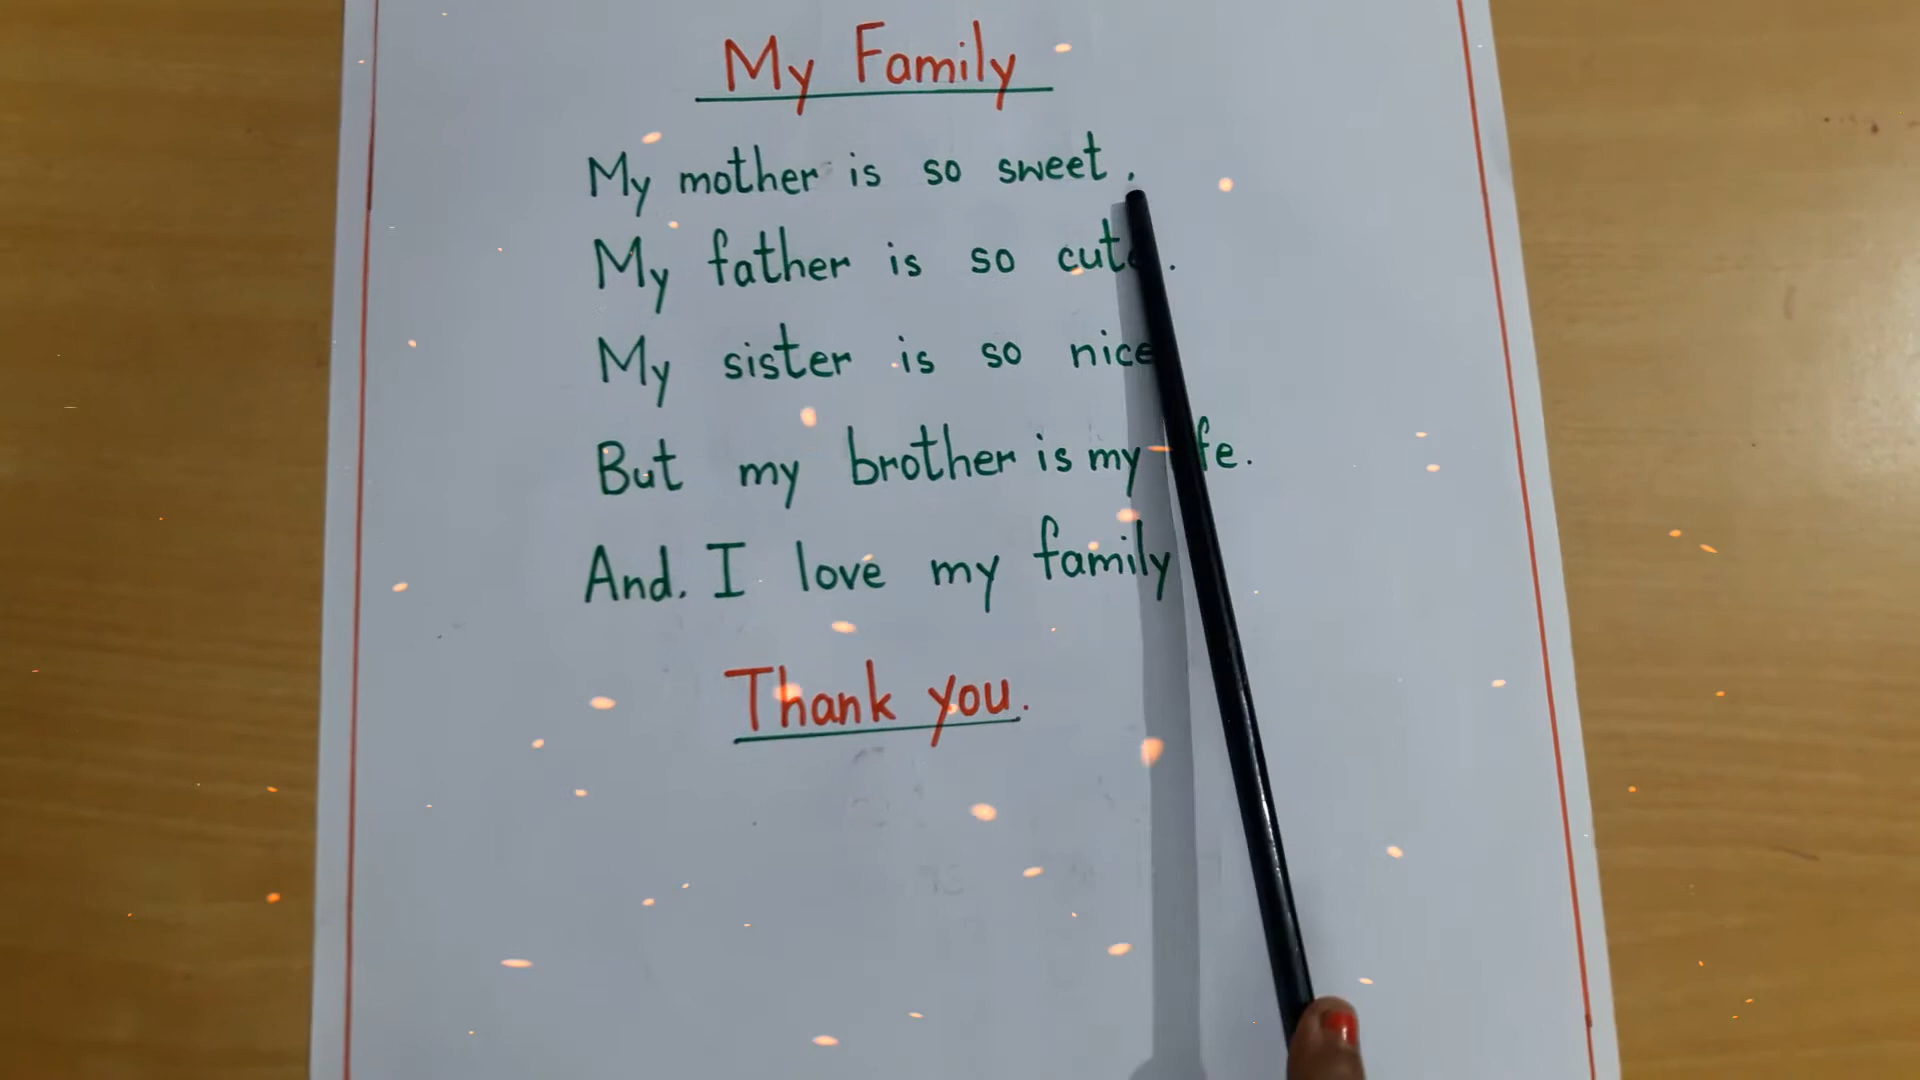 My Family
My mother is so sweet.
My father is so cute.
My sister is so nice
But my brother is my
And. I love my family
Thank you.